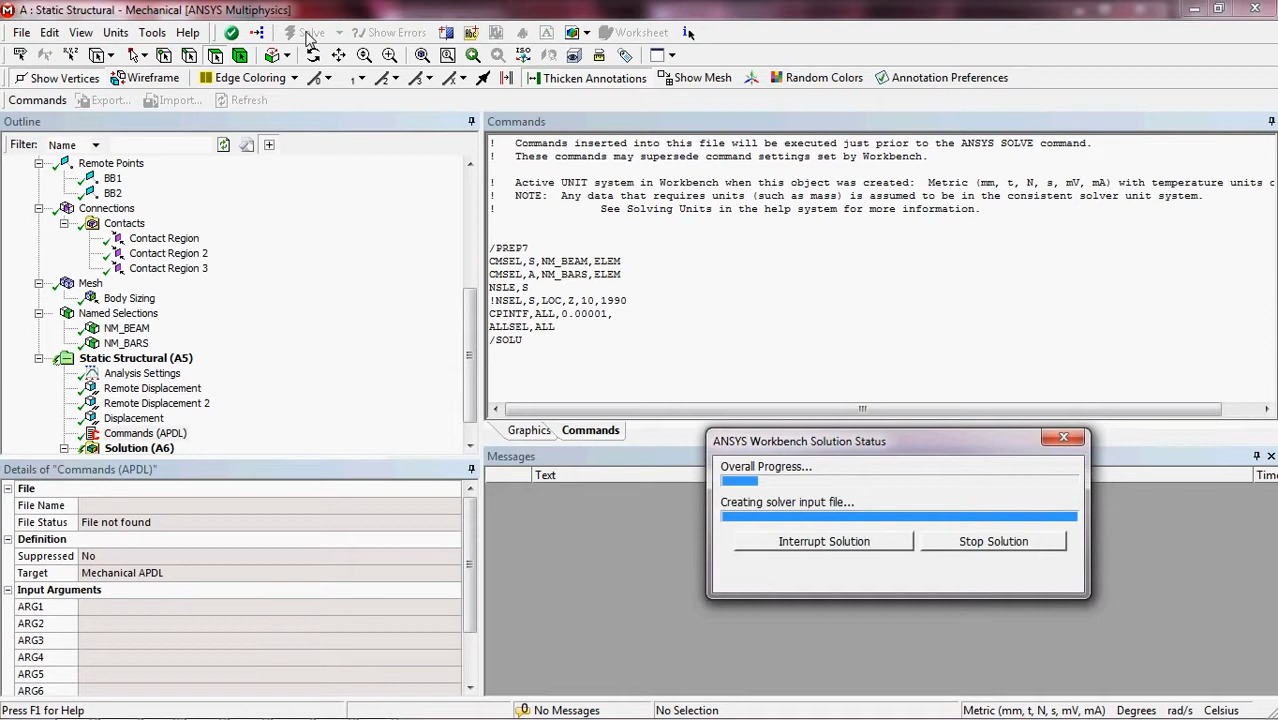 A : Static Structural - Mechanical [ANSYS Multiphysics]
File Edit View Units Tools Help Solve Show Errors Worksheet
Show Vertices Wireframe Edge Coloring Thicken Annotations Show Mesh Random Colors Annotation Preferences
Commands Export... Import... Refresh
Outline
Filter: Name
Remote Points
BB1
BB2
Connections
Contacts
Contact Region
Contact Region 2
Contact Region 3
Mesh
Body Sizing
Named Selections
NM_BEAM
NM_BARS
Static Structural (A5)
Analysis Settings
Remote Displacement
Remote Displacement 2
Displacement
Commands (APDL)
Solution (A6)
Details of "Commands (APDL)"
File
File Name
File Status File not found
Definition
Suppressed No
Target Mechanical APDL
Input Arguments
ARG1
ARG2
ARG3
ARG4
ARG5
ARG6
Commands
! Commands inserted into this file will be executed just prior to the ANSYS SOLVE command.
! These commands may supersede command settings set by Workbench.
! Active UNIT system in Workbench when this object was created: Metric (mm, t, N, s, mV, mA) with temperature units
! NOTE: Any data that requires units (such as mass) is assumed to be in the consistent solver unit system.
! See Solving Units in the help system for more information.
/PREP7
CMSEL,S,NM_BEAM,ELEM
CMSEL,A,NM_BARS,ELEM
NSLE,S
!NSEL,S,LOC,Z,10,1990
CPINTF,ALL,0.00001,
ALLSEL,ALL
/SOLU
Graphics Commands
Messages
Text
Time
ANSYS Workbench Solution Status
Overall Progress...
Creating solver input file...
Interrupt Solution Stop Solution
Press F1 for Help No Messages No Selection Metric (mm, t, N, s, mV, mA) Degrees rad/s Celsius